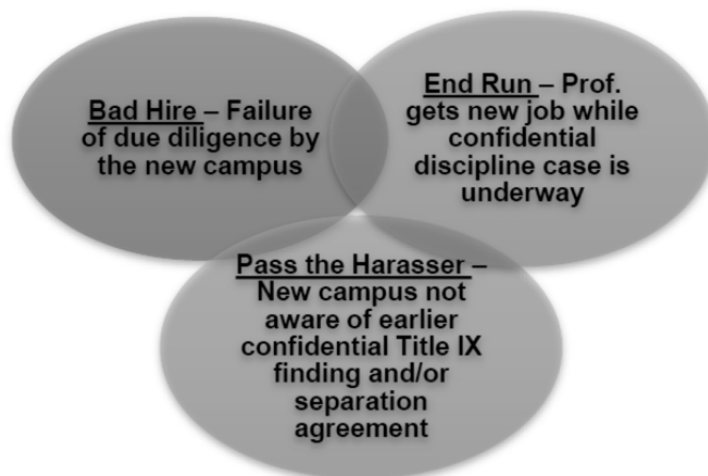 Bad Hire – Failure
of due diligence by
the new campus
End Run – Prof.
gets new job while
confidential
discipline case is
underway
Pass the Harasser –
New campus not
aware of earlier
confidential Title IX
finding and/or
separation
agreement